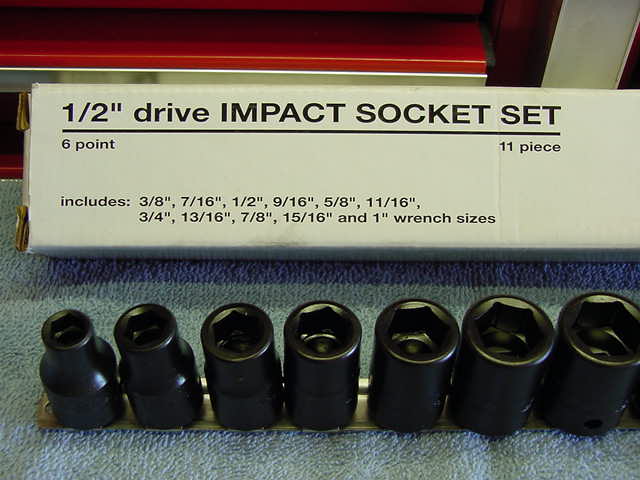 1/2" drive IMPACT SOCKET SET
6 point 11 piece
includes: 3/8", 7/16", 1/2", 9/16", 5/8", 11/16",
3/4", 13/16", 7/8", 15/16" and 1" wrench sizes